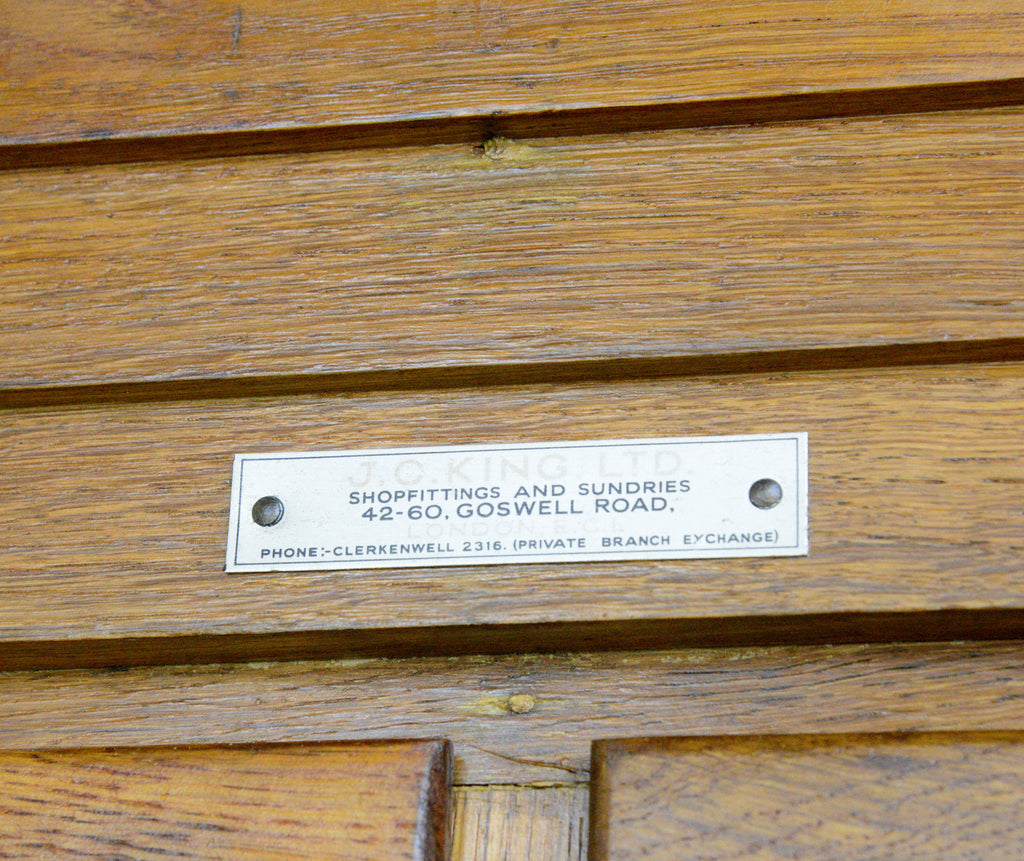 J.C. KING, LTD.
SHOPFITTINGS AND SUNDRIES
42-60, GOSWELL ROAD,
LONDON E.C.1.
PHONE:-CLERKENWELL 2316. (PRIVATE BRANCH EXCHANGE)